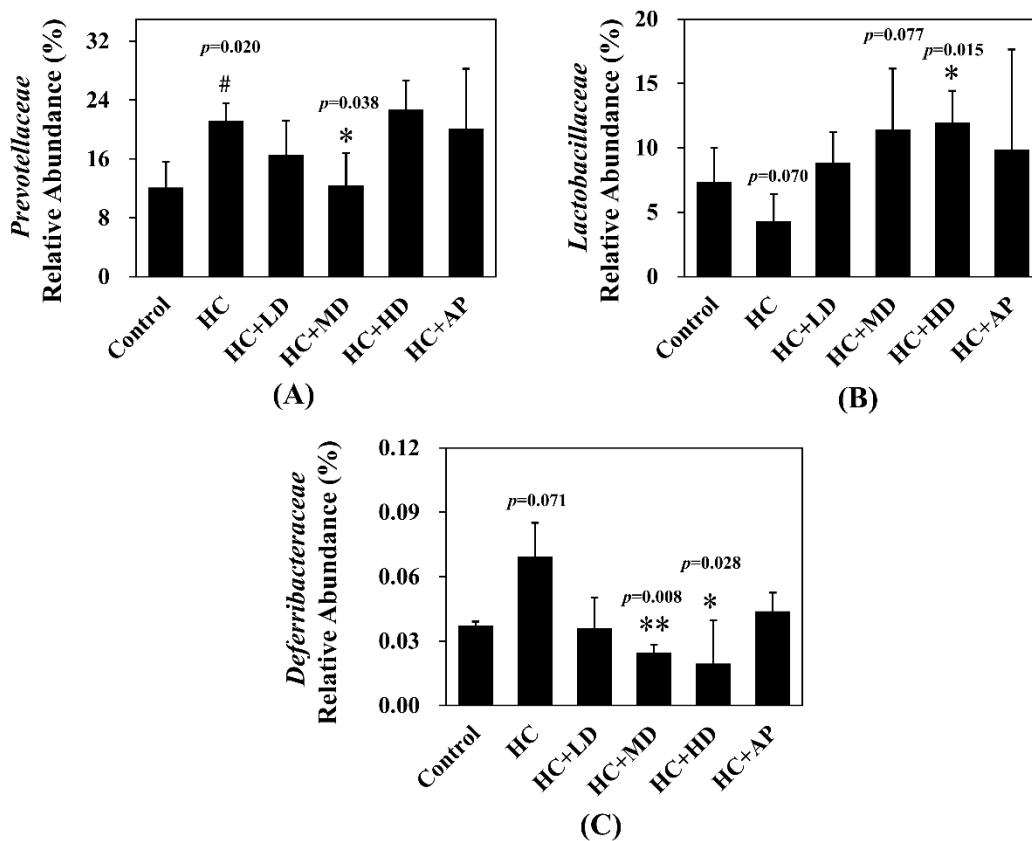 Prevotellaceae
Relative Abundance (%)
32
24
16
8
0
p=0.020
#
p=0.038
*
Control
HC
HC+LD
HC+MD
HC+HD
HC+AP
(A)
Lactobacillaceae
Relative Abundance (%)
20
15
10
5
0
p=0.070
p=0.077
p=0.015
*
Control
HC
HC+LD
HC+MD
HC+HD
HC+AP
(B)
Deferribacteraceae
Relative Abundance (%)
0.12
0.09
0.06
0.03
0.00
p=0.071
p=0.008
**
p=0.028
*
Control
HC
HC+LD
HC+MD
HC+HD
HC+AP
(C)